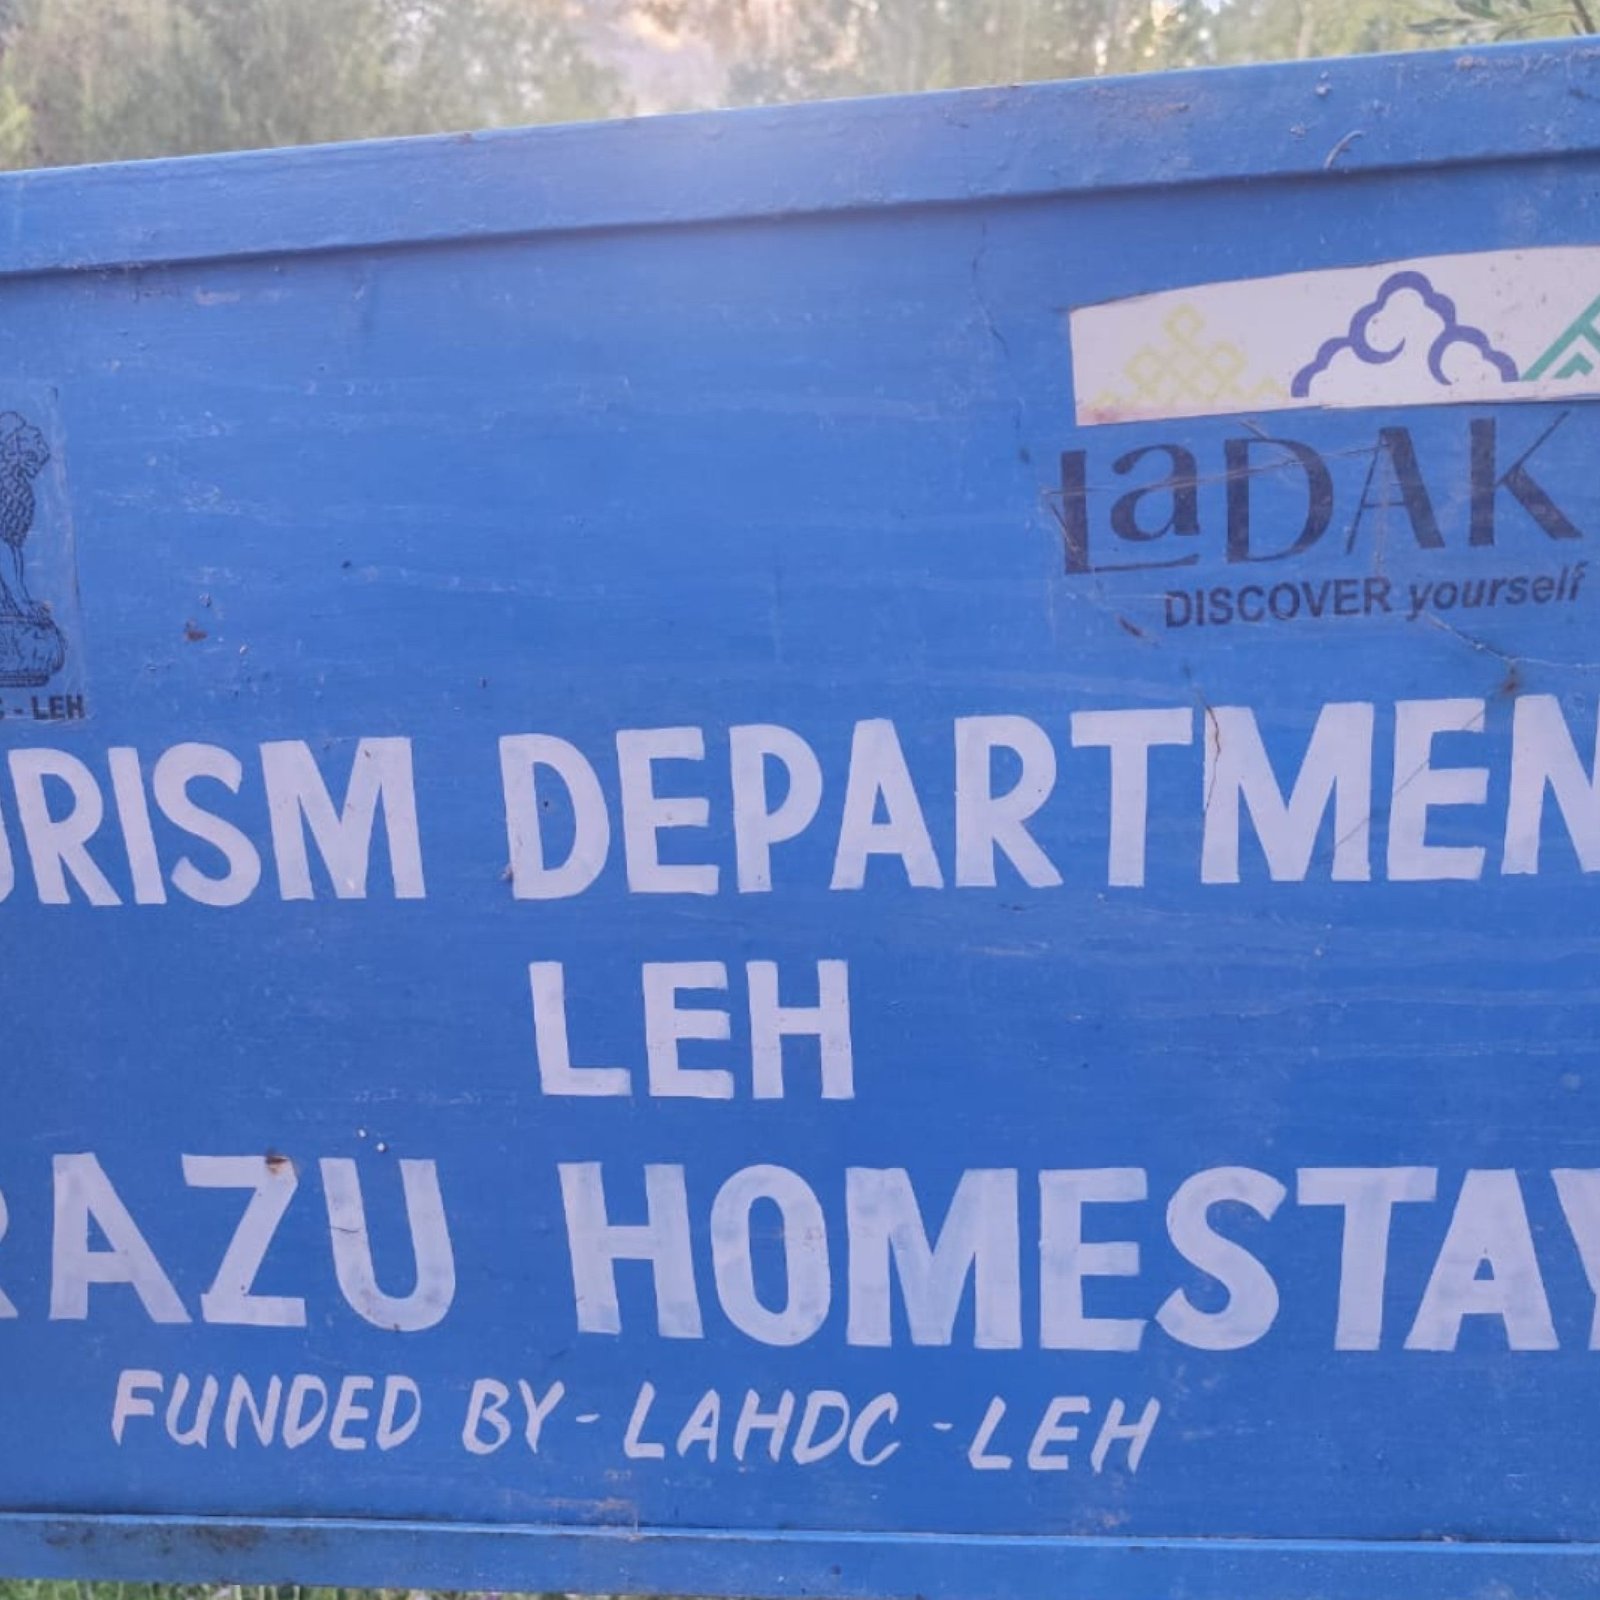 LaDAK
DISCOVER yourself
- LEH
URISM DEPARTMEN
LEH
RAZU HOMESTAY
FUNDED BY - LAHDC - LEH